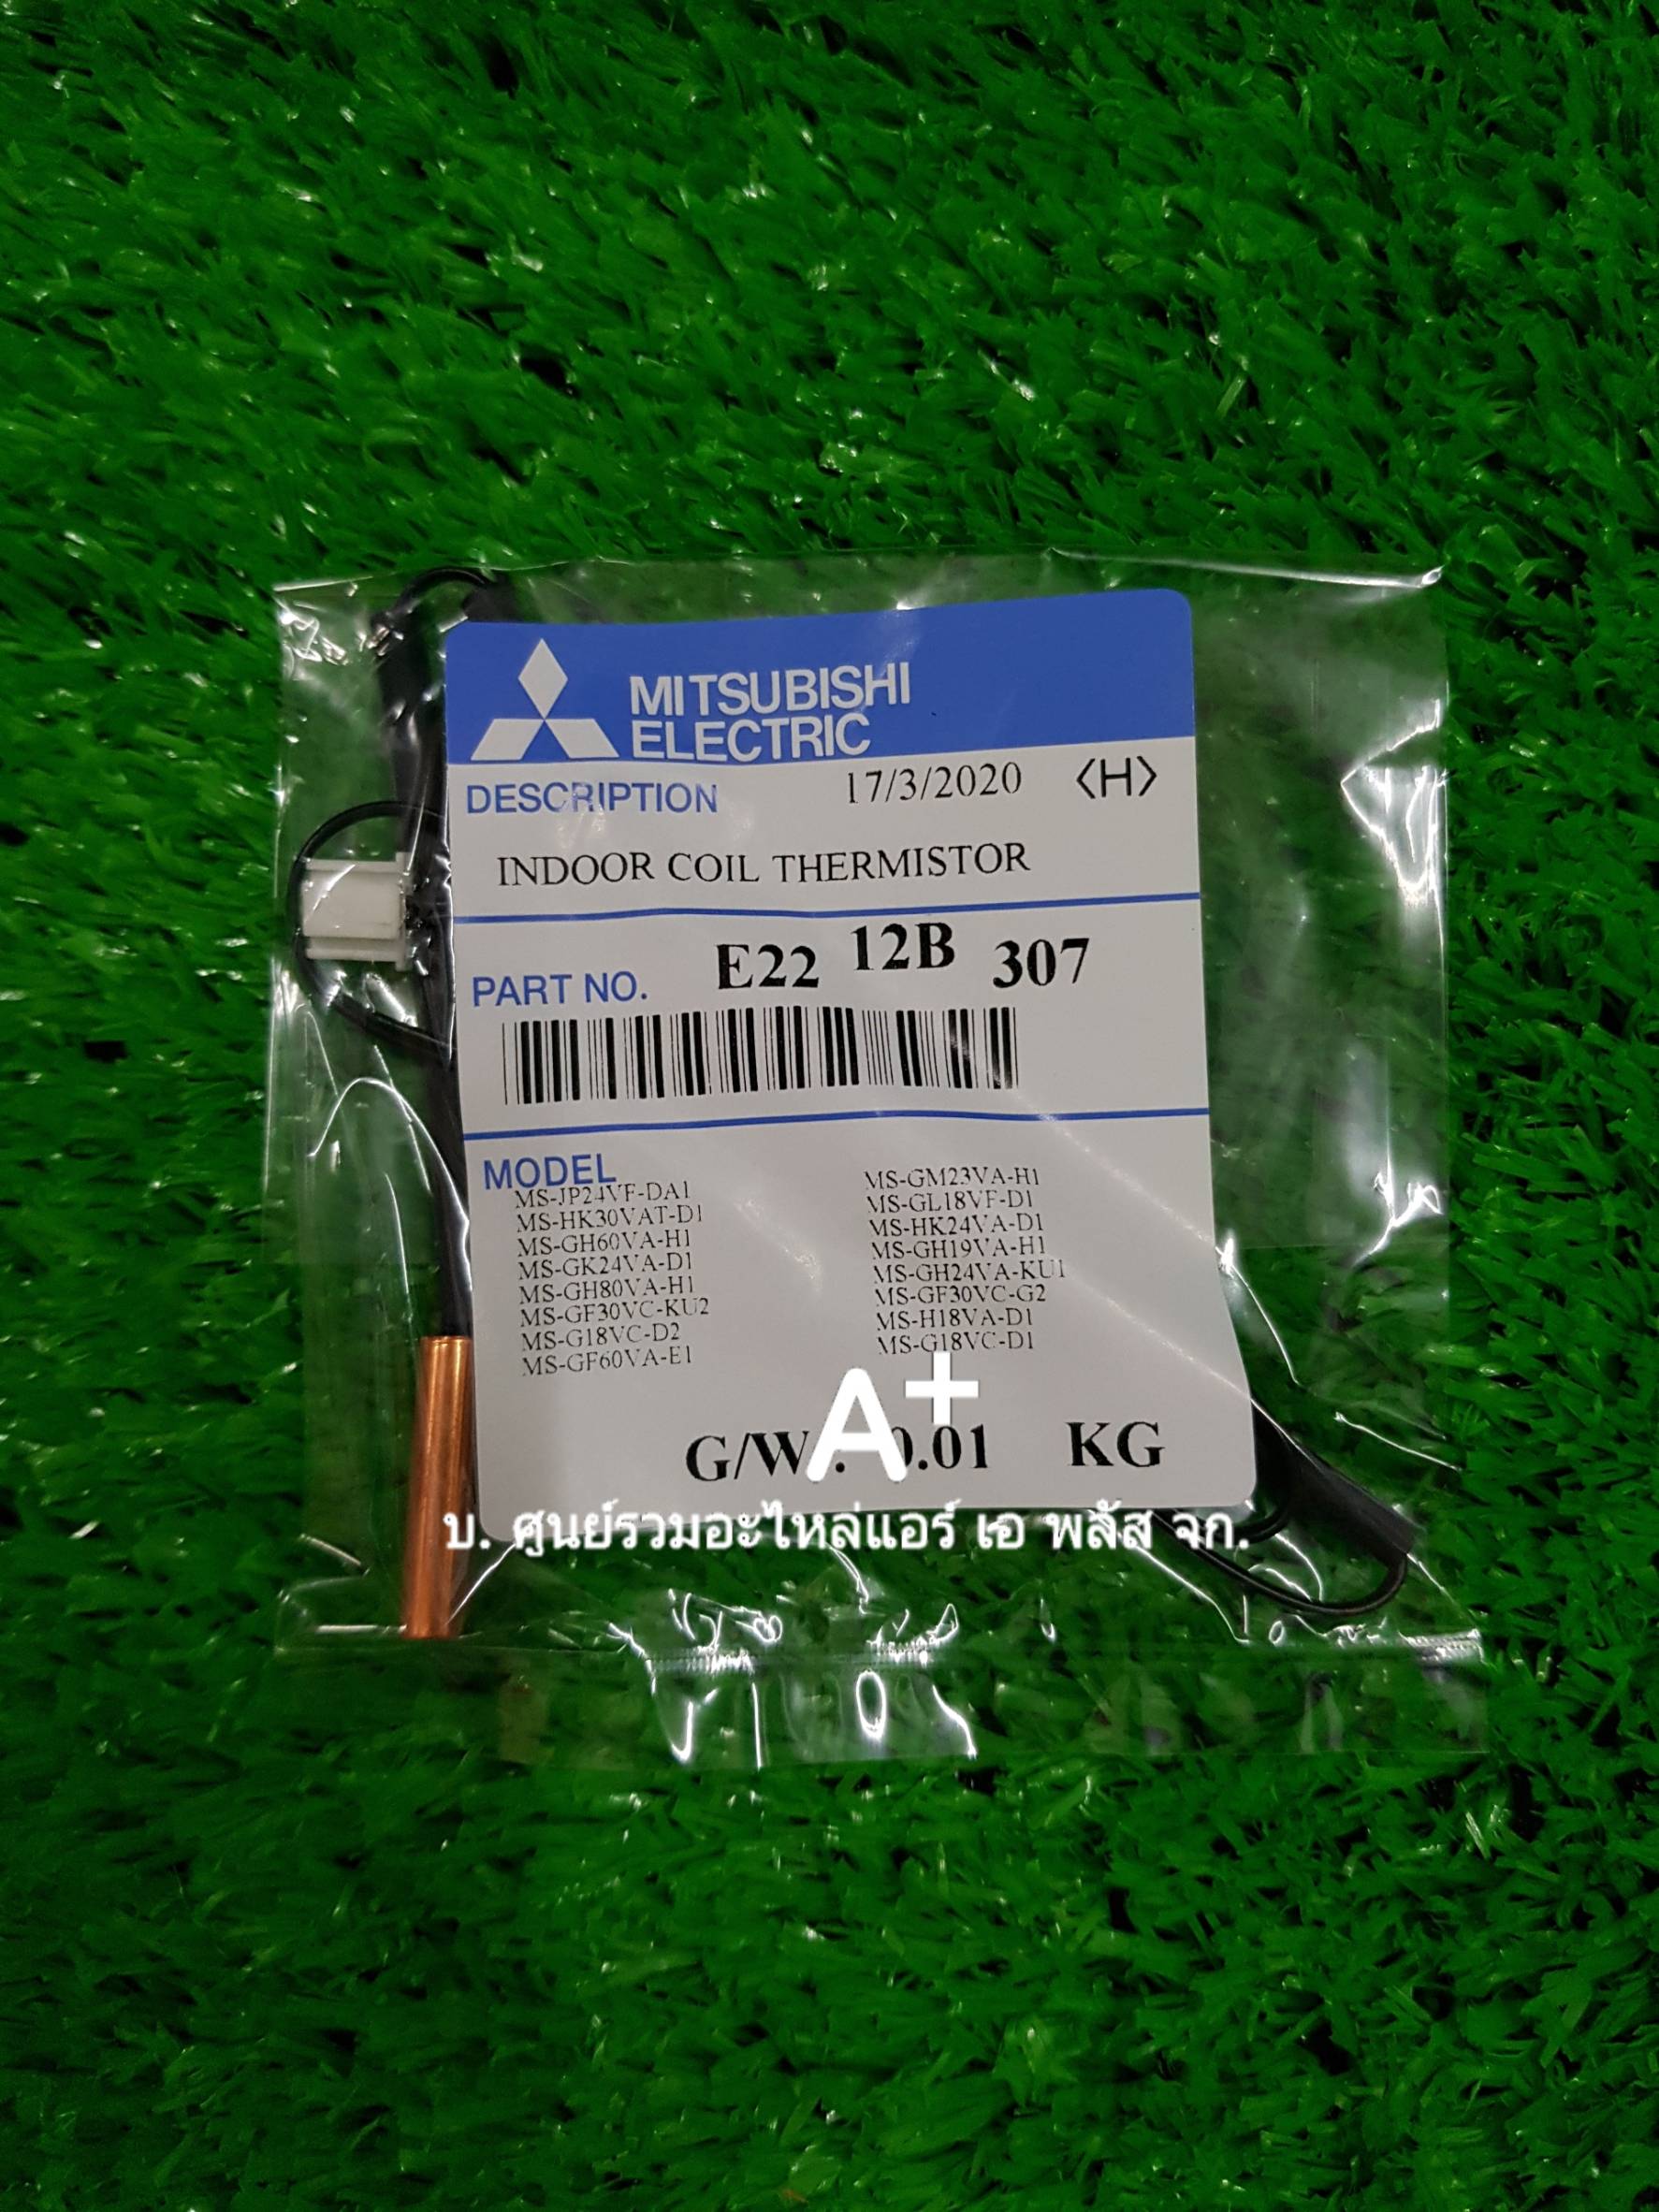 MITSUBISHI
ELECTRIC
DESCRIPTION 17/3/2020 <H>
INDOOR COIL THERMISTOR
PART NO. E22 12B 307
MODEL
MS-JP24VF-DA1 MS-GM23VA-H1
MS-HK30VAT-D1 MS-GL18VF-D1
MS-GH60VA-H1 MS-HK24VA-D1
MS-GK24VA-D1 MS-GH19VA-H1
MS-GH80VA-H1 MS-GH24VA-KU1
MS-GF30VC-KU2 MS-GF30VC-G2
MS-G18VC-D2 MS-H18VA-D1
MS-GF60VA-E1 MS-G18VC-D1
A+
G/W.: 0.01 KG
บ. ศูนย์รวมอะไหล่แอร์ เอ พลัส จก.